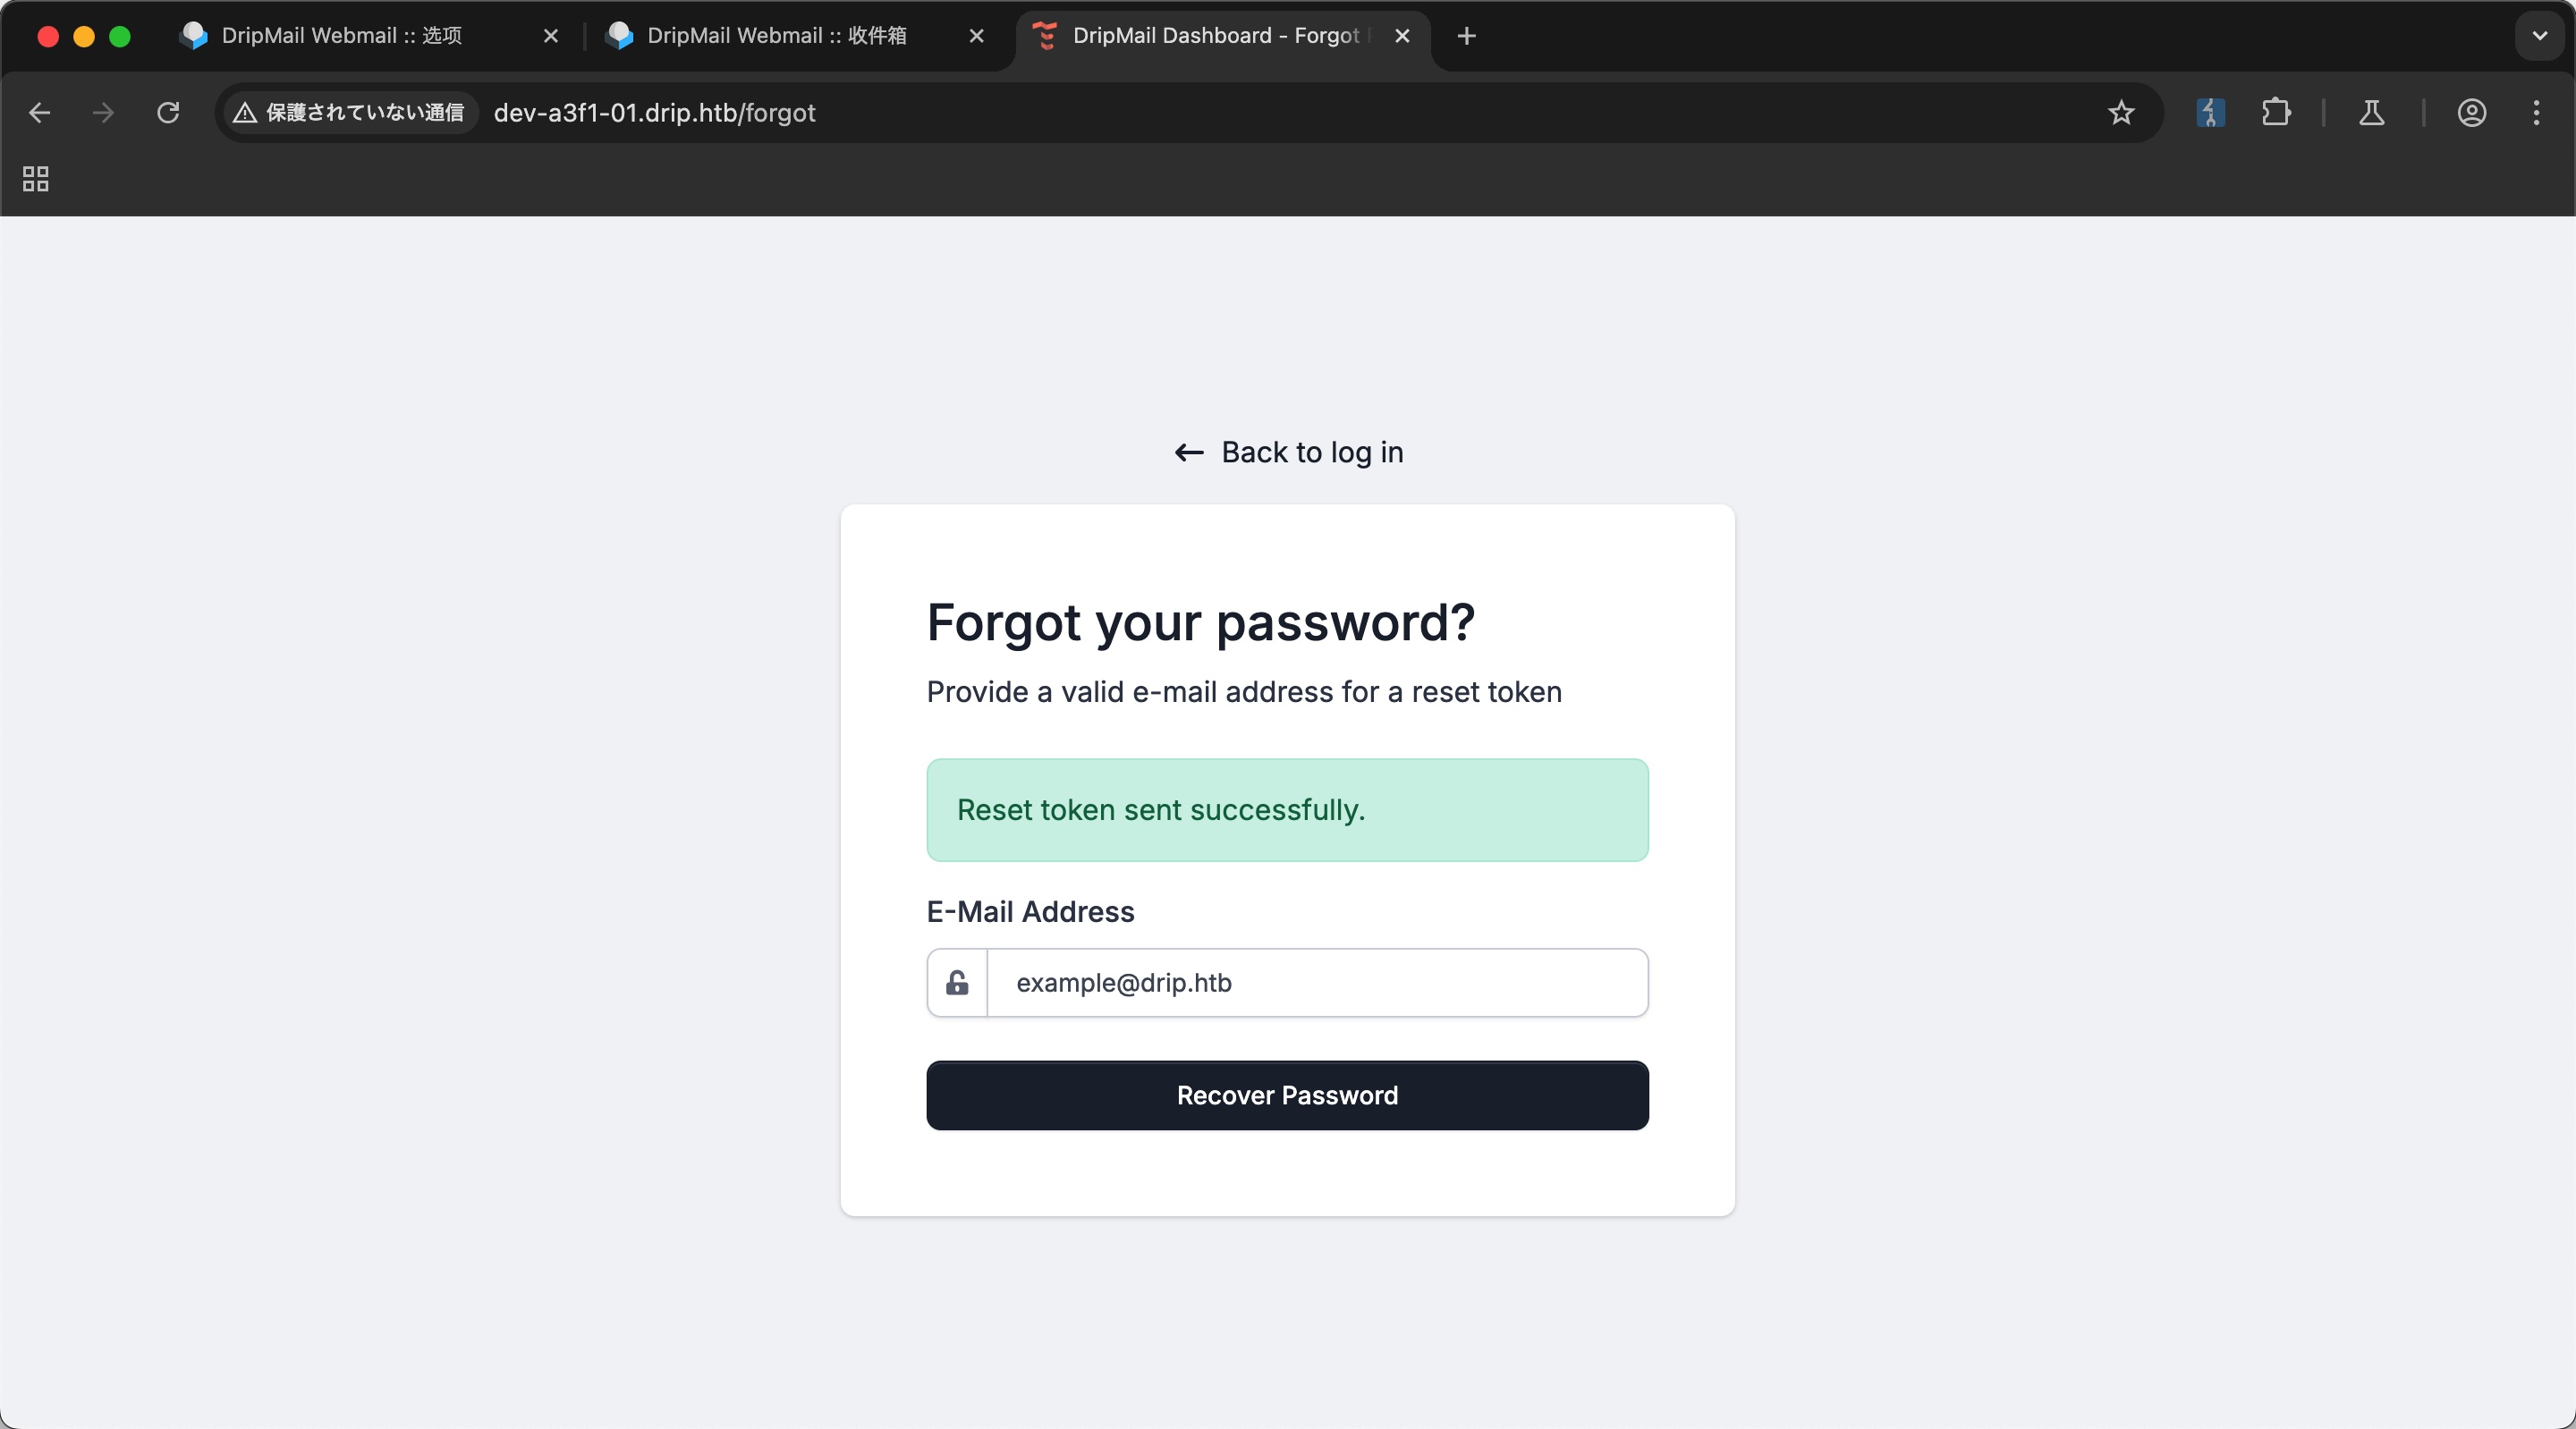 DripMail Webmail :: 选项
DripMail Webmail :: 收件箱
DripMail Dashboard - Forgot
保護されていない通信
dev-a3f1-01.drip.htb/forgot
Back to log in
Forgot your password?
Provide a valid e-mail address for a reset token
Reset token sent successfully.
E-Mail Address
example@drip.htb
Recover Password